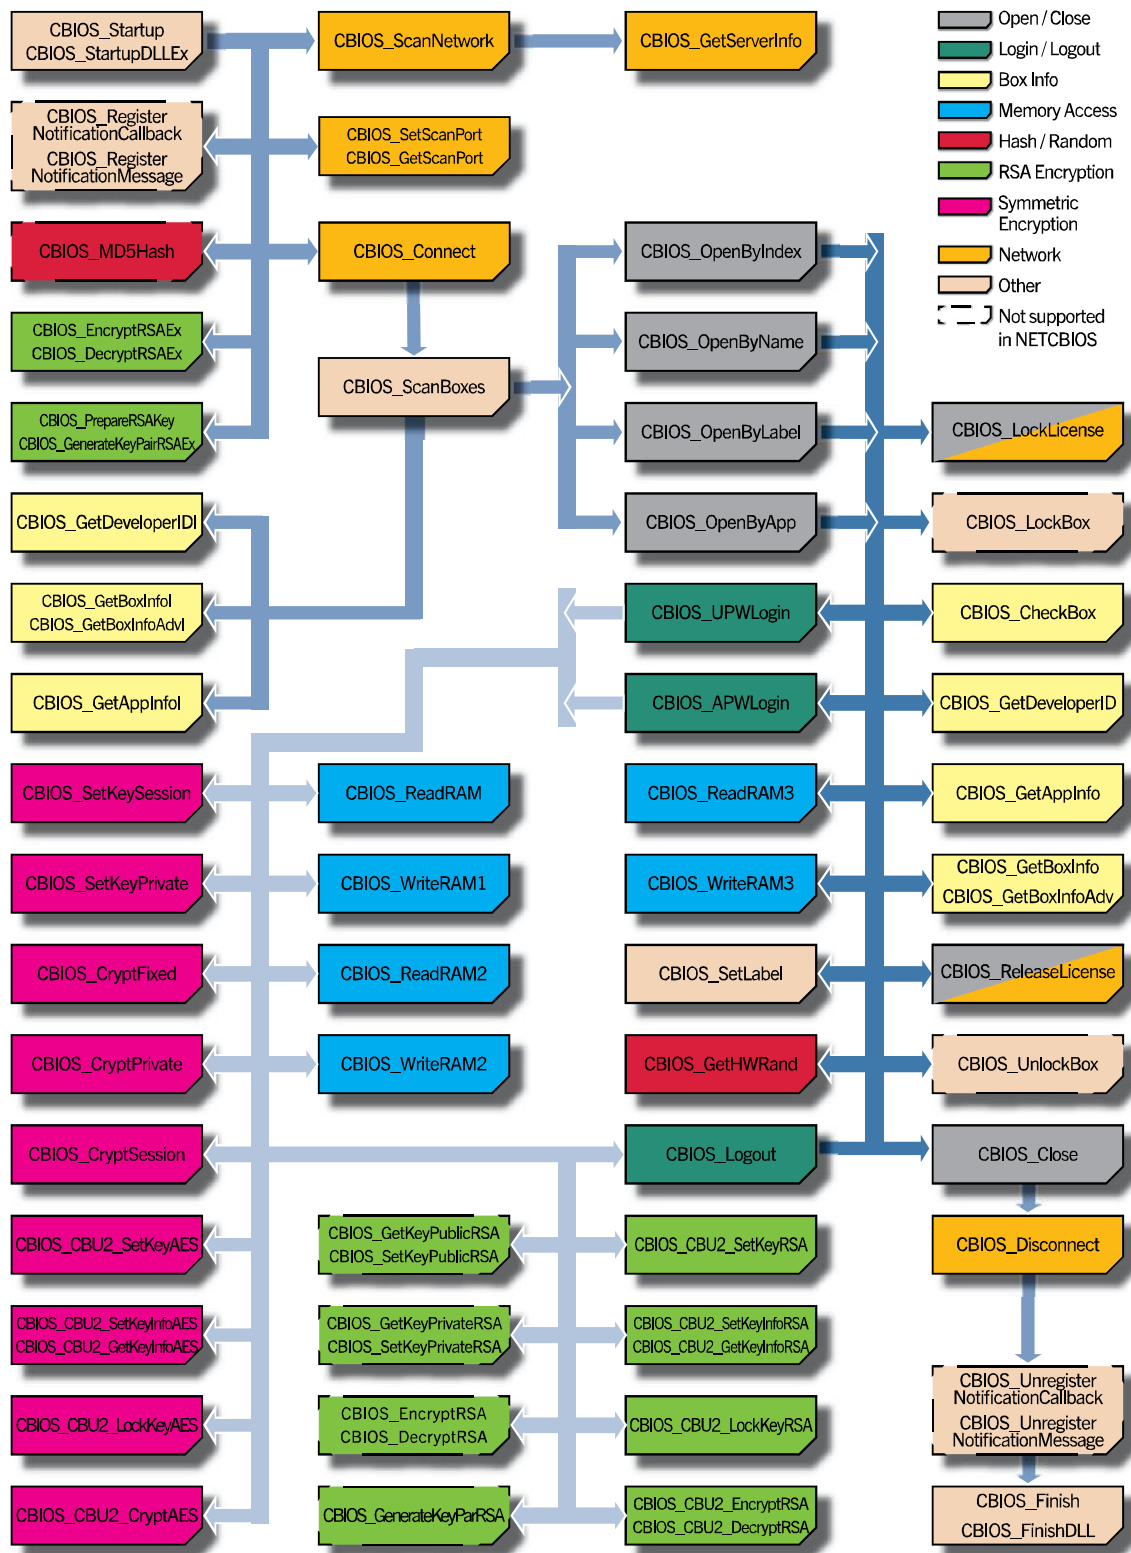 CBIOS_Startup
CBIOS_StartupDLLEx
CBIOS_ScanNetwork
CBIOS_GetServerInfo
Open / Close
Login / Logout
Box Info
Memory Access
Hash / Random
RSA Encryption
Symmetric
Encryption
Network
Other
Not supported
in NETCBIOS
CBIOS_Register
NotificationCallback
CBIOS_Register
NotificationMessage
CBIOS_SetScanPort
CBIOS_GetScanPort
CBIOS_MD5Hash
CBIOS_Connect
CBIOS_OpenByIndex
CBIOS_EncryptRSAEx
CBIOS_DecryptRSAEx
CBIOS_OpenByName
CBIOS_ScanBoxes
CBIOS_PrepareRSAKey
CBIOS_GenerateKeyPairRSAEx
CBIOS_OpenByLabel
CBIOS_LockLicense
CBIOS_GetDeveloperIDI
CBIOS_OpenByApp
CBIOS_LockBox
CBIOS_GetBoxInfoI
CBIOS_GetBoxInfoAdvI
CBIOS_UPWLogin
CBIOS_CheckBox
CBIOS_GetAppInfoI
CBIOS_APWLogin
CBIOS_GetDeveloperID
CBIOS_SetKeySession
CBIOS_ReadRAM
CBIOS_ReadRAM3
CBIOS_GetAppInfo
CBIOS_SetKeyPrivate
CBIOS_WriteRAM1
CBIOS_WriteRAM3
CBIOS_GetBoxInfo
CBIOS_GetBoxInfoAdv
CBIOS_CryptFixed
CBIOS_ReadRAM2
CBIOS_SetLabel
CBIOS_ReleaseLicense
CBIOS_CryptPrivate
CBIOS_WriteRAM2
CBIOS_GetHWRand
CBIOS_UnlockBox
CBIOS_CryptSession
CBIOS_Logout
CBIOS_Close
CBIOS_CBU2_SetKeyAES
CBIOS_GetKeyPublicRSA
CBIOS_SetKeyPublicRSA
CBIOS_CBU2_SetKeyRSA
CBIOS_Disconnect
CBIOS_CBU2_SetKeyInfoAES
CBIOS_CBU2_GetKeyInfoAES
CBIOS_GetKeyPrivateRSA
CBIOS_SetKeyPrivateRSA
CBIOS_CBU2_SetKeyInfoRSA
CBIOS_CBU2_GetKeyInfoRSA
CBIOS_CBU2_LockKeyAES
CBIOS_EncryptRSA
CBIOS_DecryptRSA
CBIOS_CBU2_LockKeyRSA
CBIOS_Unregister
NotificationCallback
CBIOS_Unregister
NotificationMessage
CBIOS_CBU2_CryptAES
CBIOS_GenerateKeyParRSA
CBIOS_CBU2_EncryptRSA
CBIOS_CBU2_DecryptRSA
CBIOS_Finish
CBIOS_FinishDLL